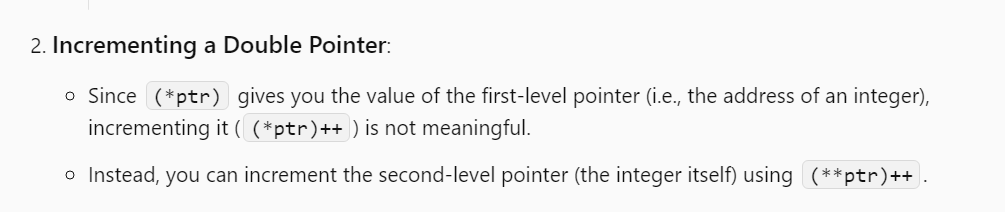 2. Incrementing a Double Pointer:
○ Since (*ptr) gives you the value of the first-level pointer (i.e., the address of an integer),
incrementing it ( (*ptr)++ ) is not meaningful.
○ Instead, you can increment the second-level pointer (the integer itself) using (**ptr)++ .